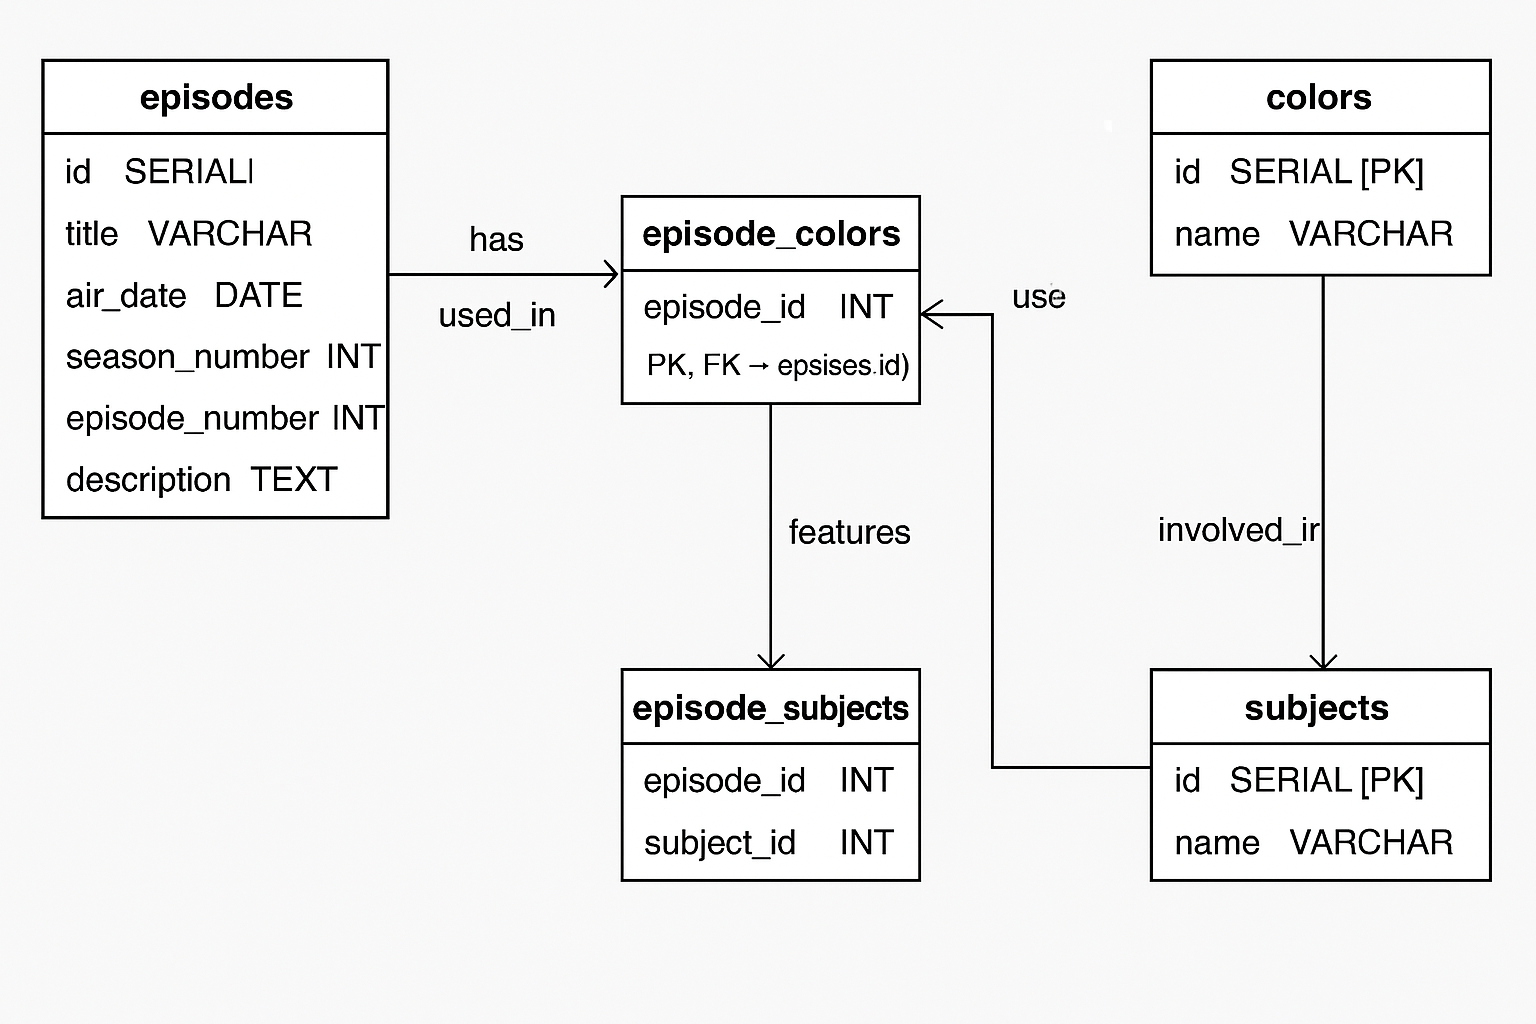 episodes
id SERIAL|
title VARCHAR
air_date DATE
season_number INT
episode_number INT
description TEXT
has
used_in
episode_colors
episode_id INT
PK, FK → epsises.id)
use
colors
id SERIAL [PK]
name VARCHAR
features
involved_ir
episode_subjects
episode_id INT
subject_id INT
subjects
id SERIAL [PK]
name VARCHAR